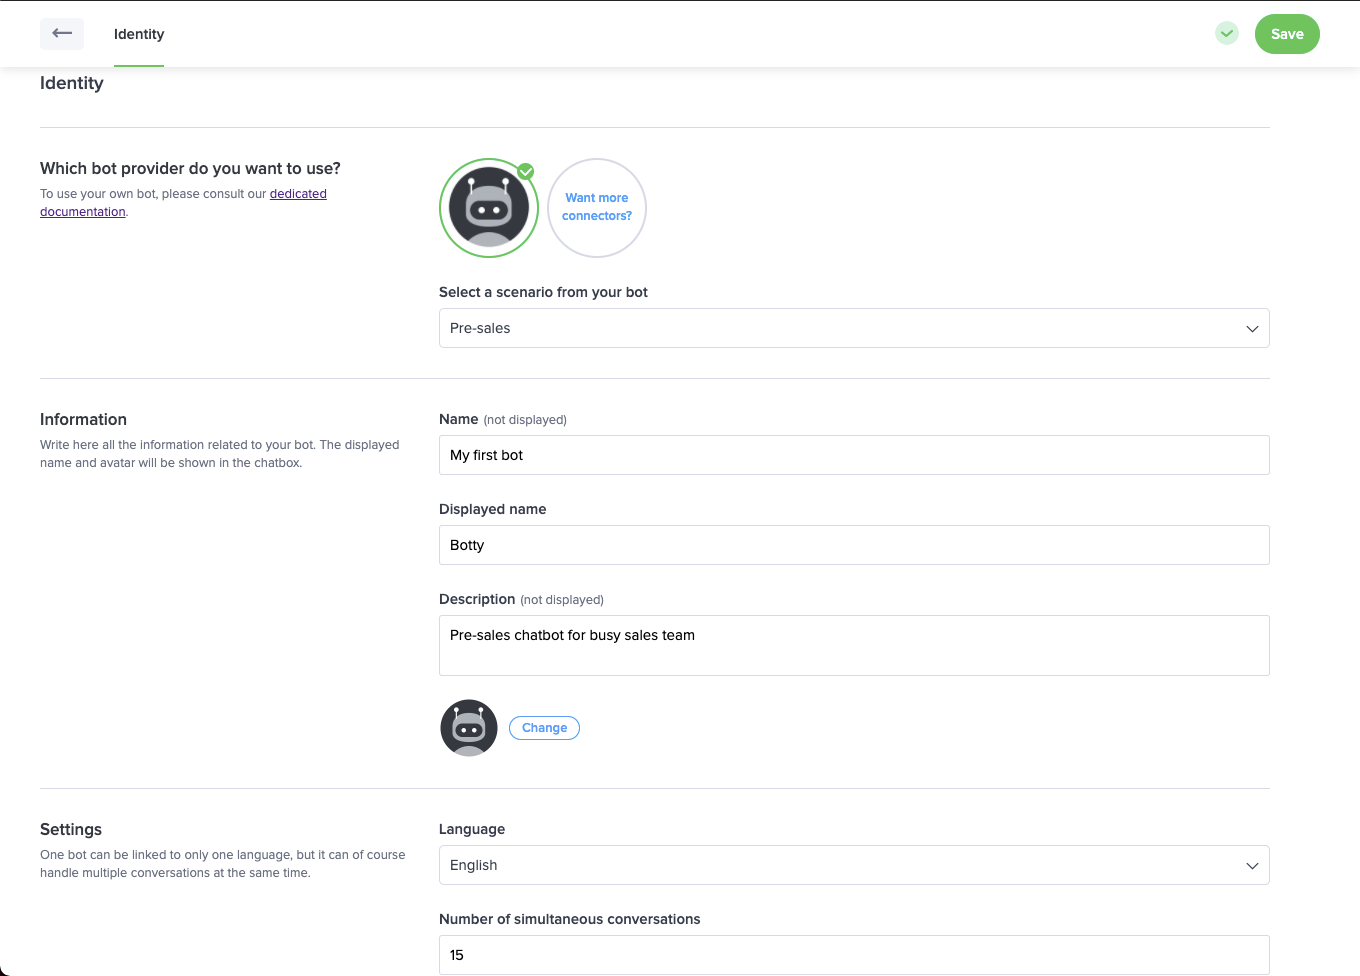 Identity
Save
Identity
Which bot provider do you want to use?
To use your own bot, please consult our dedicated
documentation.
Want more
connectors?
Select a scenario from your bot
Pre-sales
Information
Write here all the information related to your bot. The displayed
name and avatar will be shown in the chatbox.
Name (not displayed)
My first bot
Displayed name
Botty
Description (not displayed)
Pre-sales chatbot for busy sales team
Change
Settings
One bot can be linked to only one language, but it can of course
handle multiple conversations at the same time.
Language
English
Number of simultaneous conversations
15